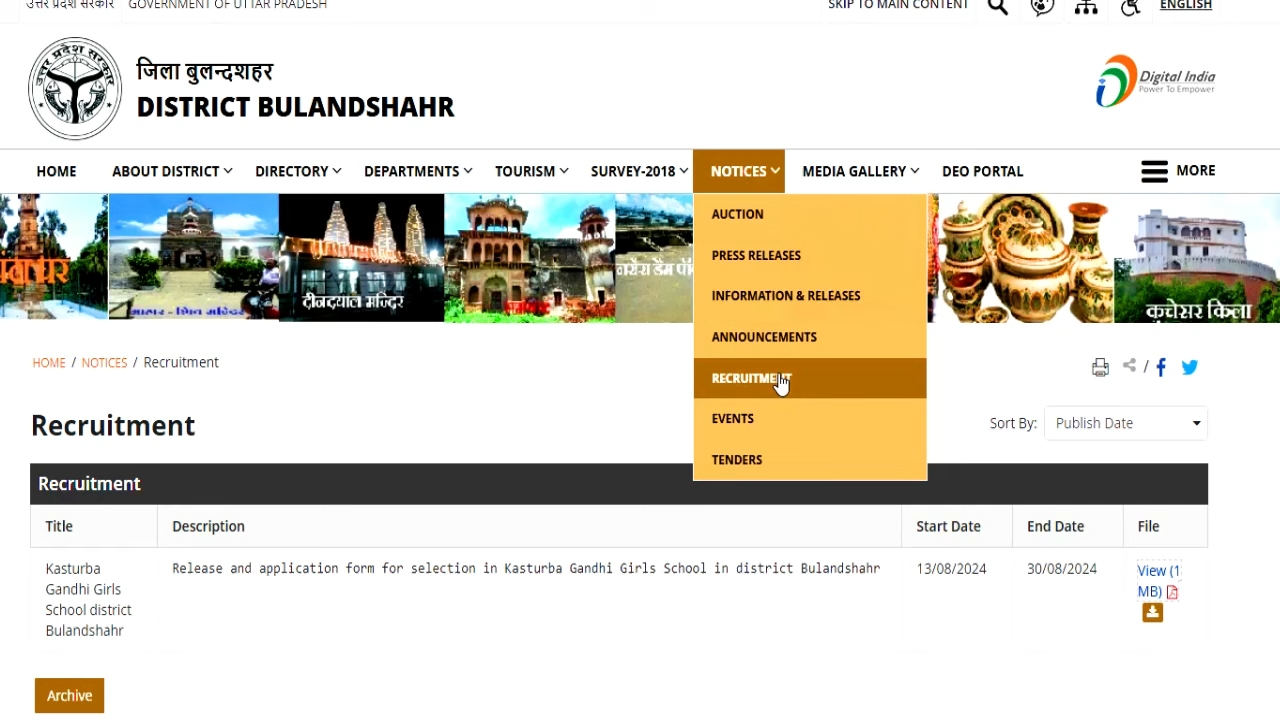 उत्तर प्रदेश सरकार GOVERNMENT OF UTTAR PRADESH SKIP TO MAIN CONTENT ENGLISH
उत्तर प्रदेश सरकार
जिला बुलन्दशहर
DISTRICT BULANDSHAHR
Digital India
Power To Empower
HOME ABOUT DISTRICT DIRECTORY DEPARTMENTS TOURISM SURVEY-2018 NOTICES MEDIA GALLERY DEO PORTAL MORE
AUCTION
PRESS RELEASES
INFORMATION & RELEASES
ANNOUNCEMENTS
RECRUITMENT
EVENTS
TENDERS
कुचेसर किला
HOME / NOTICES / Recruitment
/
Recruitment
Sort By: Publish Date
Recruitment
Title Description Start Date End Date File
Kasturba Release and application form for selection in Kasturba Gandhi Girls School in district Bulandshahr 13/08/2024 30/08/2024 View (1
Gandhi Girls MB)
School district
Bulandshahr
Archive